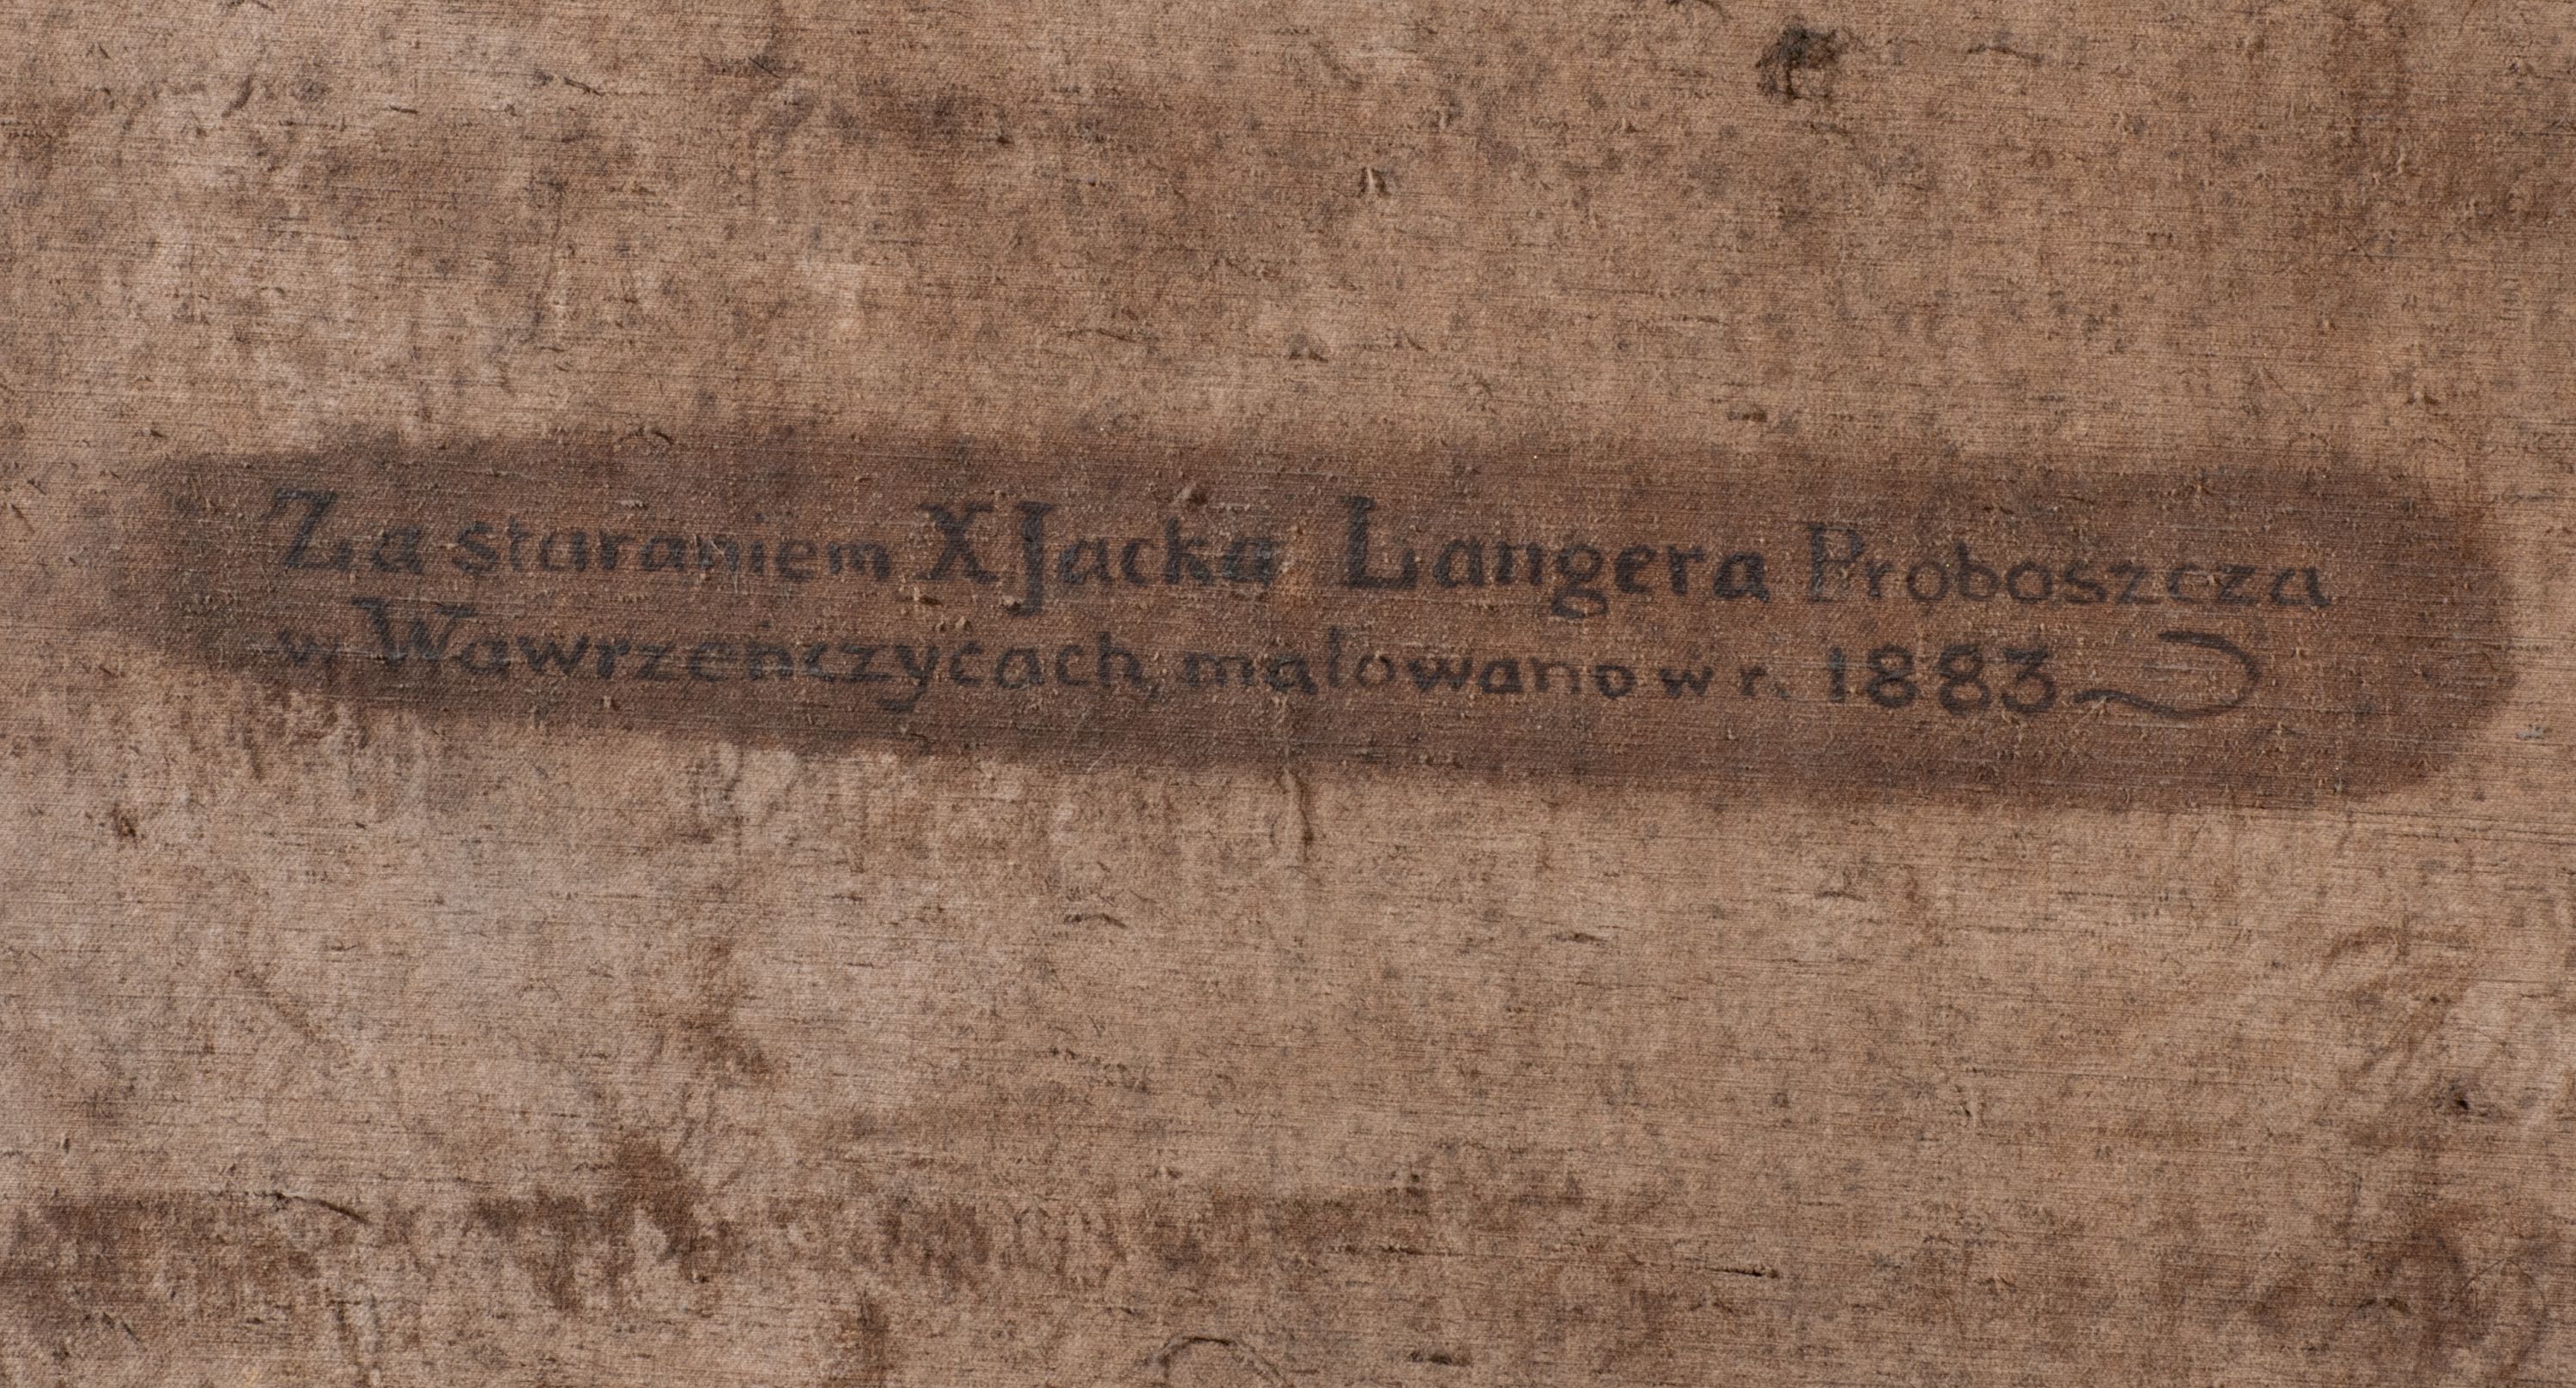 Za staraniem X Jacka Langera Proboszcza
w Wawrzeńczycach, malowano w r. 1883